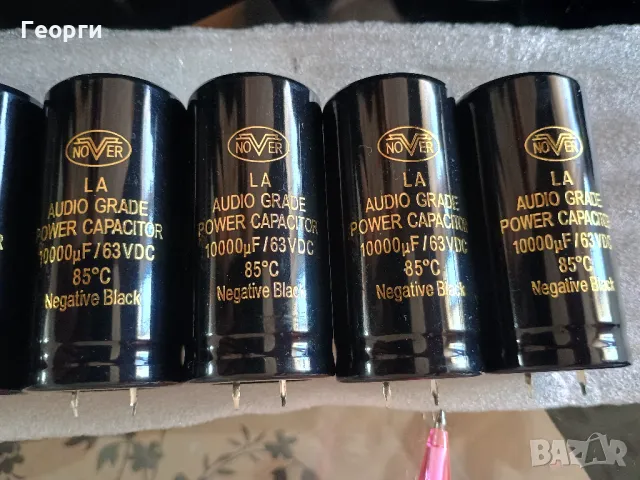 Георги
NOVER
LA
AUDIO GRADE
POWER CAPACITOR
10000µF/63VDC
85°C
Negative Black
NOVER
LA
AUDIO GRADE
POWER CAPACITOR
10000µF/63VDC
85°C
Negative Black
NOVER
LA
AUDIO GRADE
POWER CAPACITOR
10000µF/63VDC
85°C
Negative Black
NOVER
LA
AUDIO GRADE
POWER CAPACITOR
10000µF/63VDC
85°C
Negative Black
BAZAR